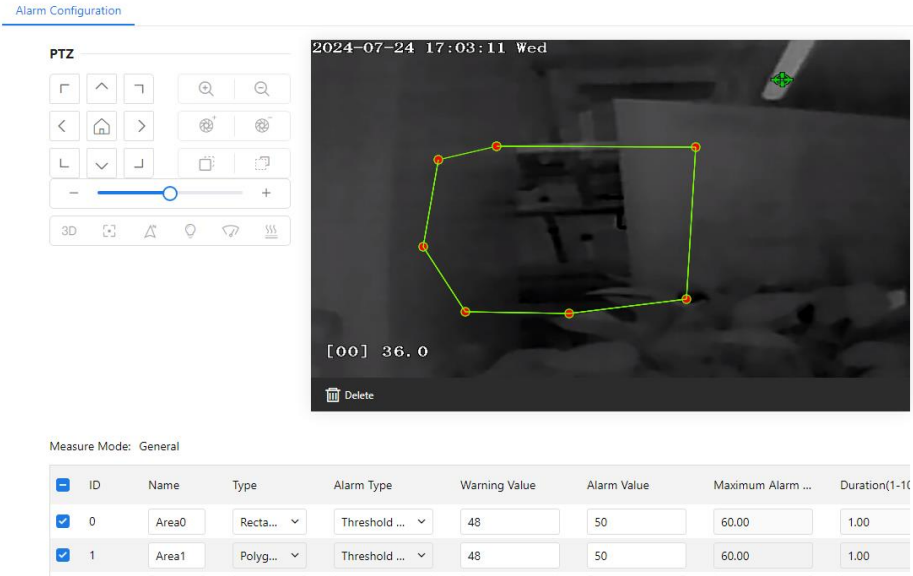 Alarm Configuration
PTZ
2024-07-24 17:03:11 Wed
3D
[00] 36.0
Delete
Measure Mode: General
ID Name Type Alarm Type Warning Value Alarm Value Maximum Alarm ... Duration(1-10
0 Area0 Recta... Threshold ... 48 50 60.00 1.00
1 Area1 Polyg... Threshold ... 48 50 60.00 1.00